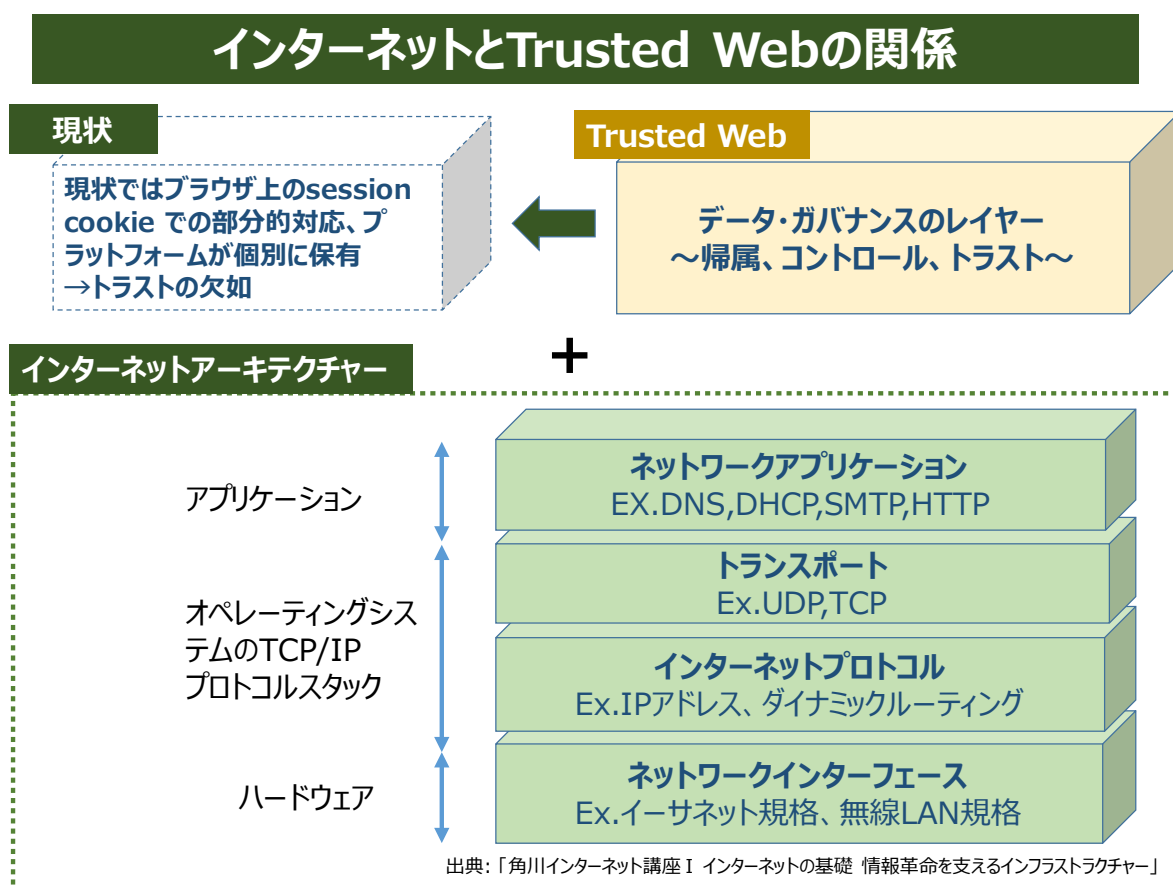 インターネットとTrusted Webの関係
現状
現状ではブラウザ上のsession
cookie での部分的対応、プ
ラットフォームが個別に保有
→トラストの欠如
Trusted Web
データ・ガバナンスのレイヤー
～帰属、コントロール、トラスト～
+
インターネットアーキテクチャー
アプリケーション
ネットワークアプリケーション
EX.DNS,DHCP,SMTP,HTTP
オペレーティングシス
テムのTCP/IP
プロトコルスタック
トランスポート
Ex.UDP,TCP
インターネットプロトコル
Ex.IPアドレス、ダイナミックルーティング
ハードウェア
ネットワークインターフェース
Ex.イーサネット規格、無線LAN規格
出典: 「角川インターネット講座Ⅰ インターネットの基礎 情報革命を支えるインフラストラクチャー」